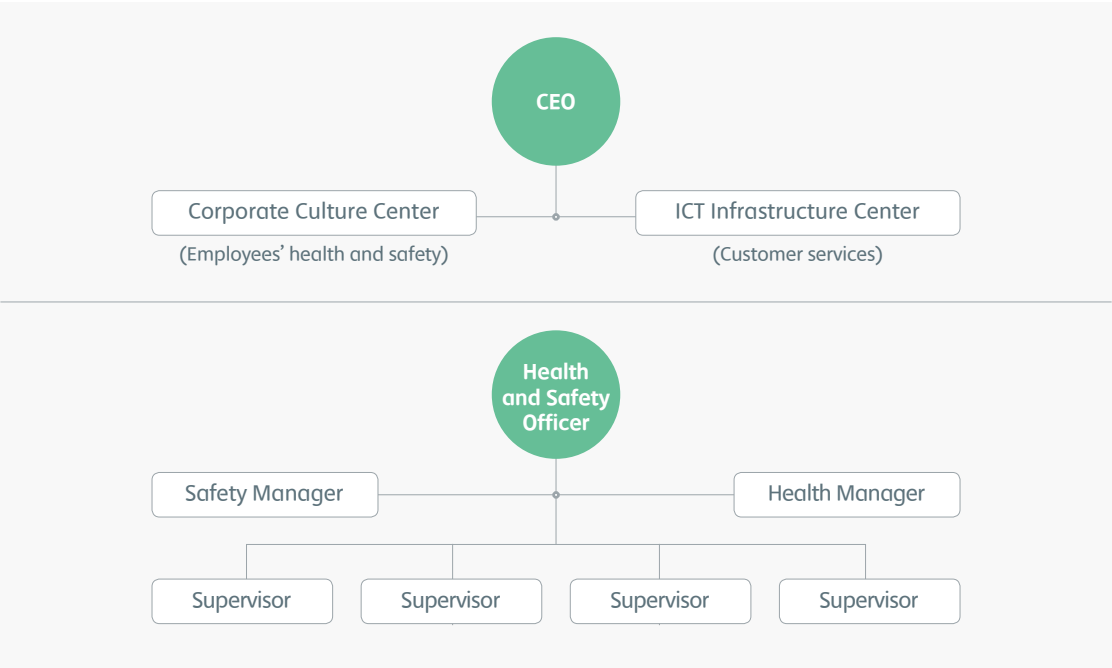 CEO
Corporate Culture Center
ICT Infrastructure Center
(Employees’ health and safety)
(Customer services)
Health
and Safety
Officer
Safety Manager
Health Manager
Supervisor
Supervisor
Supervisor
Supervisor